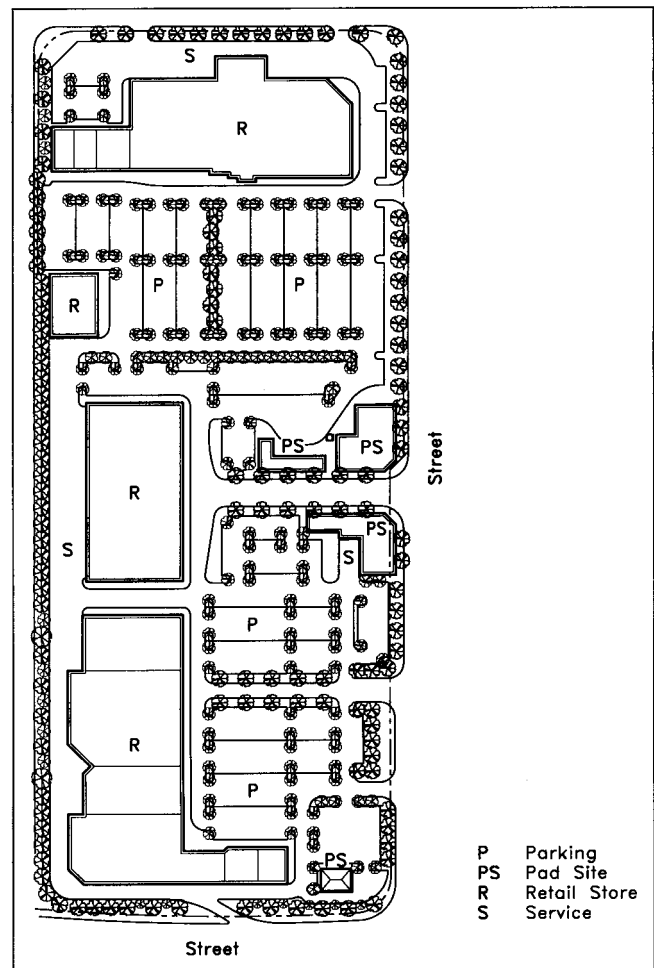 S
R
P
P
R
PS
PS
Street
R
PS
S
S
P
R
P
PS
P Parking
PS Pad Site
R Retail Store
S Service
Street